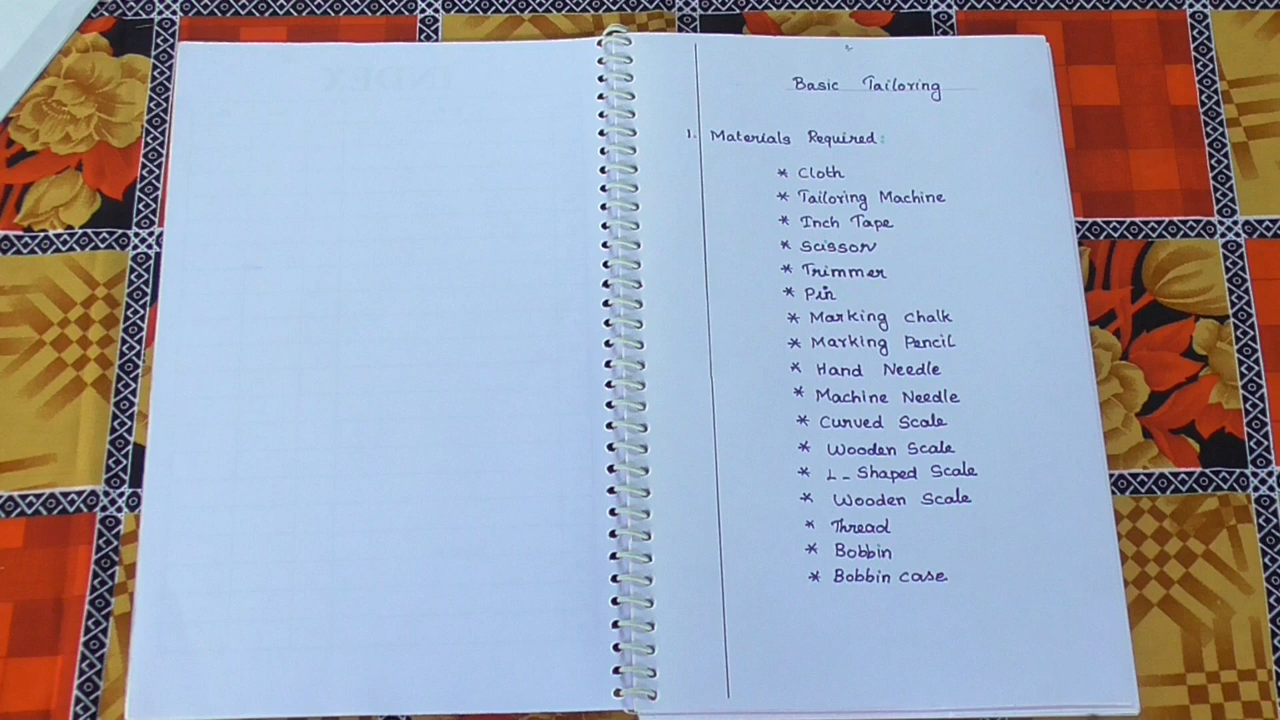 INDEX
Basic Tailoring
1. Materials Required:
* Cloth
* Tailoring Machine
* Inch Tape
* Scissor
* Trimmer
* Pin
* Marking Chalk
* Marking Pencil
* Hand Needle
* Machine Needle
* Curved Scale
* Wooden Scale
* L-Shaped Scale
* Wooden Scale
* Thread
* Bobbin
* Bobbin case